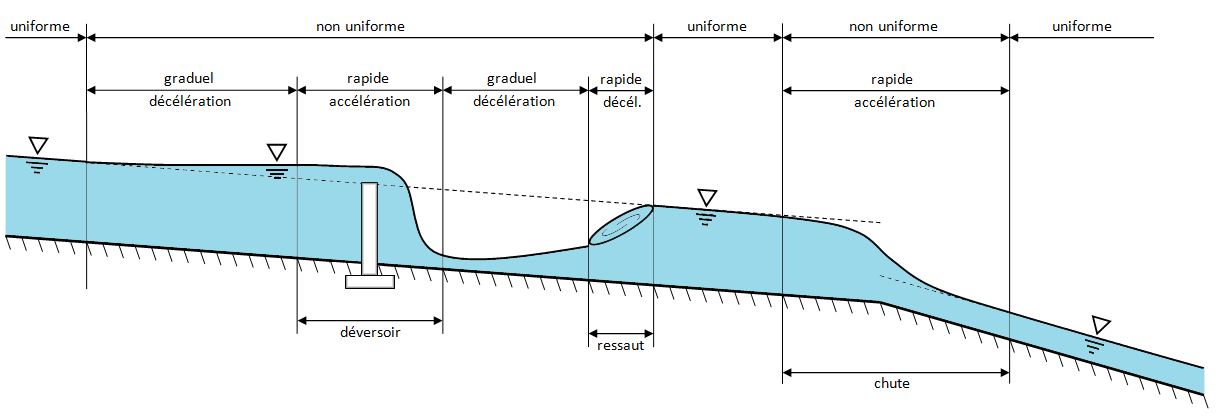 uniforme
non uniforme
uniforme
non uniforme
uniforme
graduel
décélération
rapide
accélération
graduel
décélération
rapide
décél.
rapide
accélération
déversoir
ressaut
chute